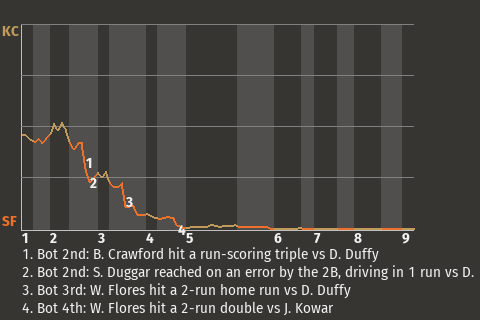 KC
1
2
3
4
SF
1 2 3 4 5 6 7 8 9
1. Bot 2nd: B. Crawford hit a run-scoring triple vs D. Duffy
2. Bot 2nd: S. Duggar reached on an error by the 2B, driving in 1 run vs D.
3. Bot 3rd: W. Flores hit a 2-run home run vs D. Duffy
4. Bot 4th: W. Flores hit a 2-run double vs J. Kowar